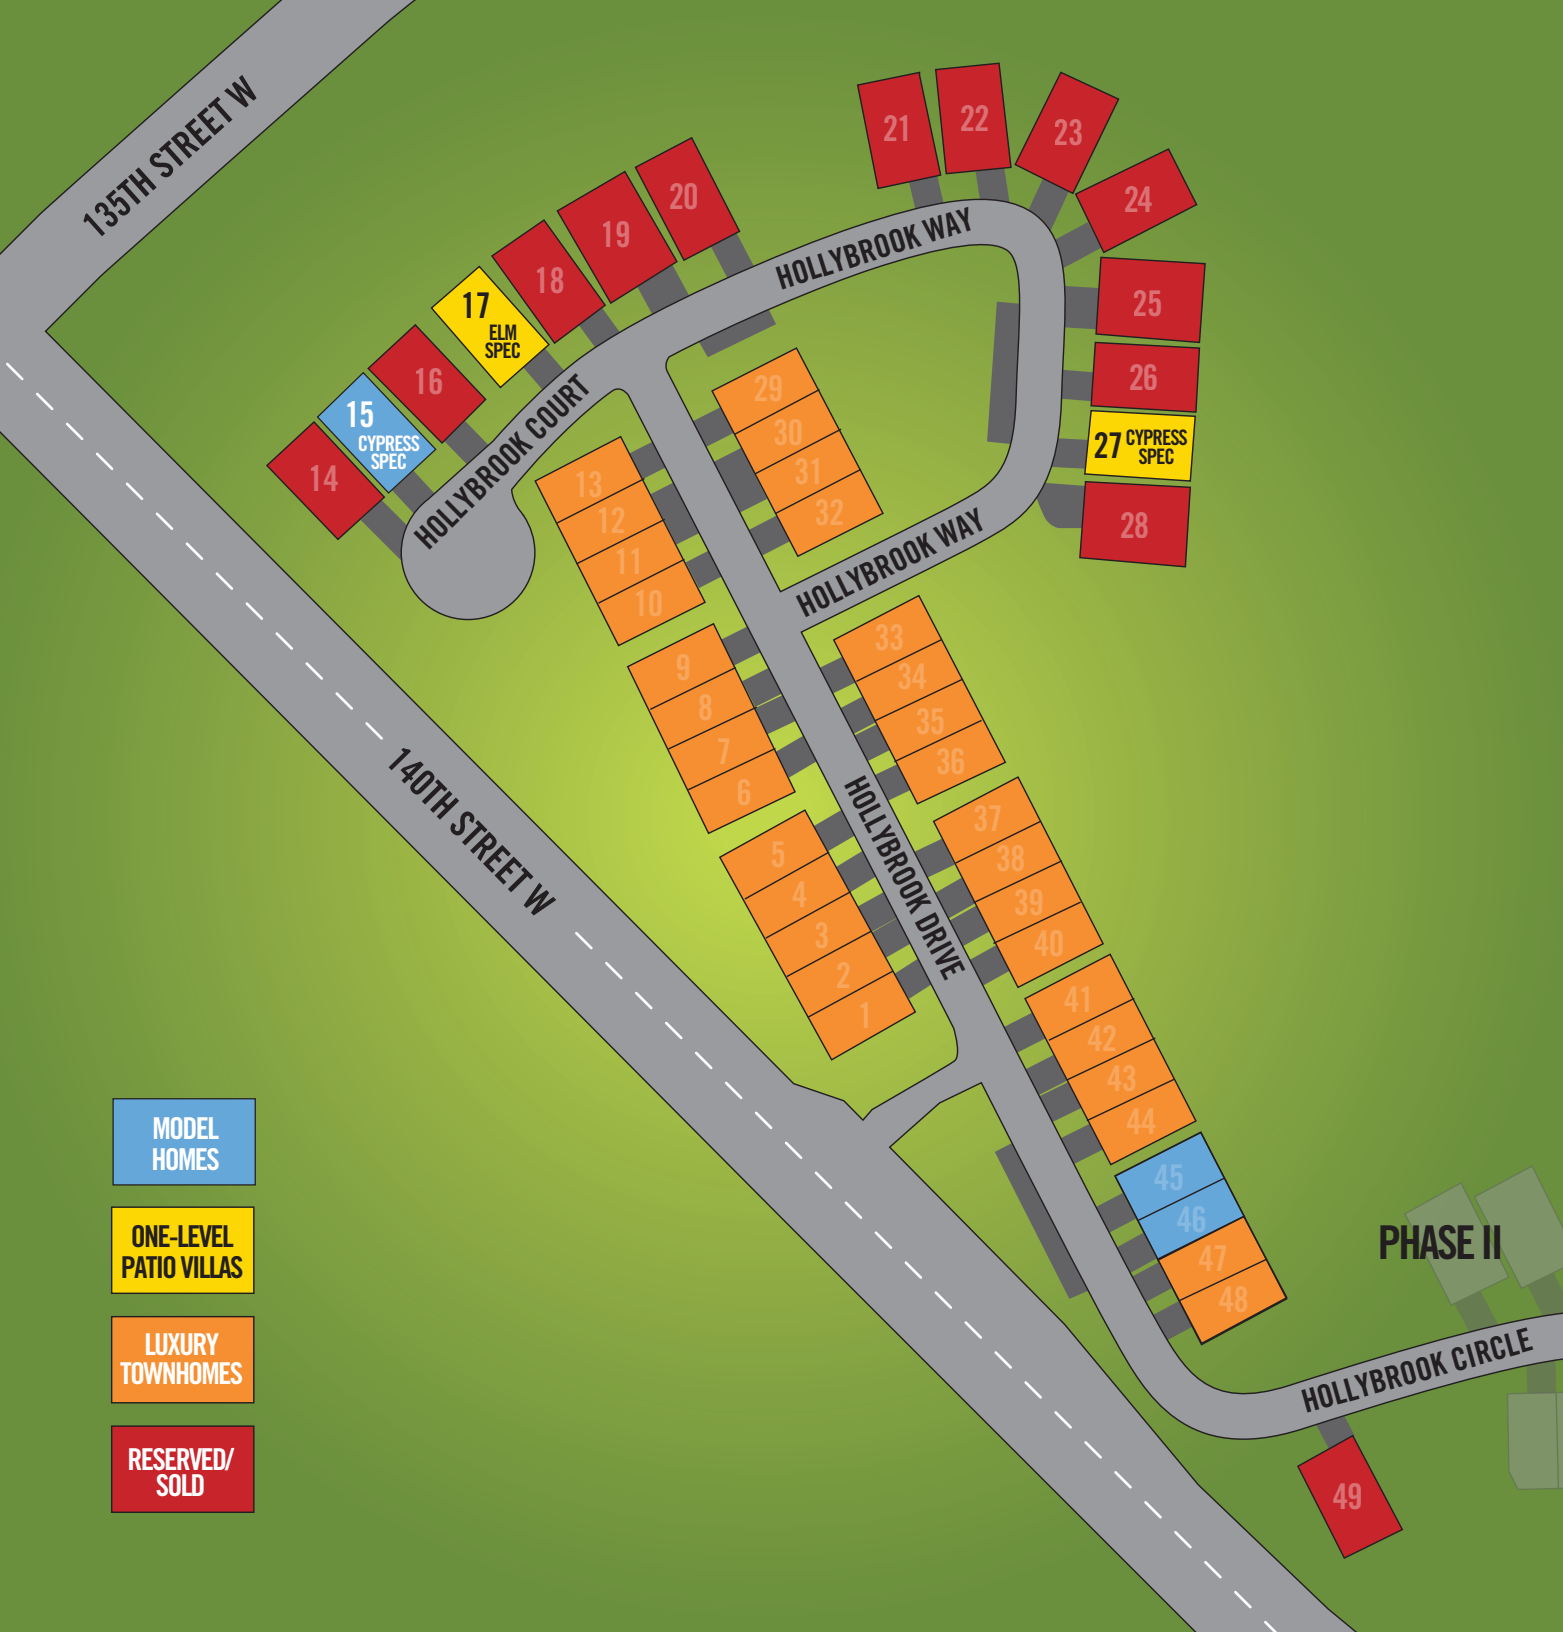 135TH STREET W
21
22
23
24
20
19
18
17
ELM
SPEC
16
15
CYPRESS
SPEC
14
HOLLYBROOK WAY
HOLLYBROOK COURT
25
26
27
CYPRESS
SPEC
28
29
30
31
32
13
12
11
10
HOLLYBROOK WAY
9
8
7
6
33
34
35
36
140TH STREET W
HOLLYBROOK DRIVE
5
4
3
2
1
37
38
39
40
41
42
43
44
45
46
47
48
PHASE II
HOLLYBROOK CIRCLE
49
MODEL
HOMES
ONE-LEVEL
PATIO VILLAS
LUXURY
TOWNHOMES
RESERVED/
SOLD